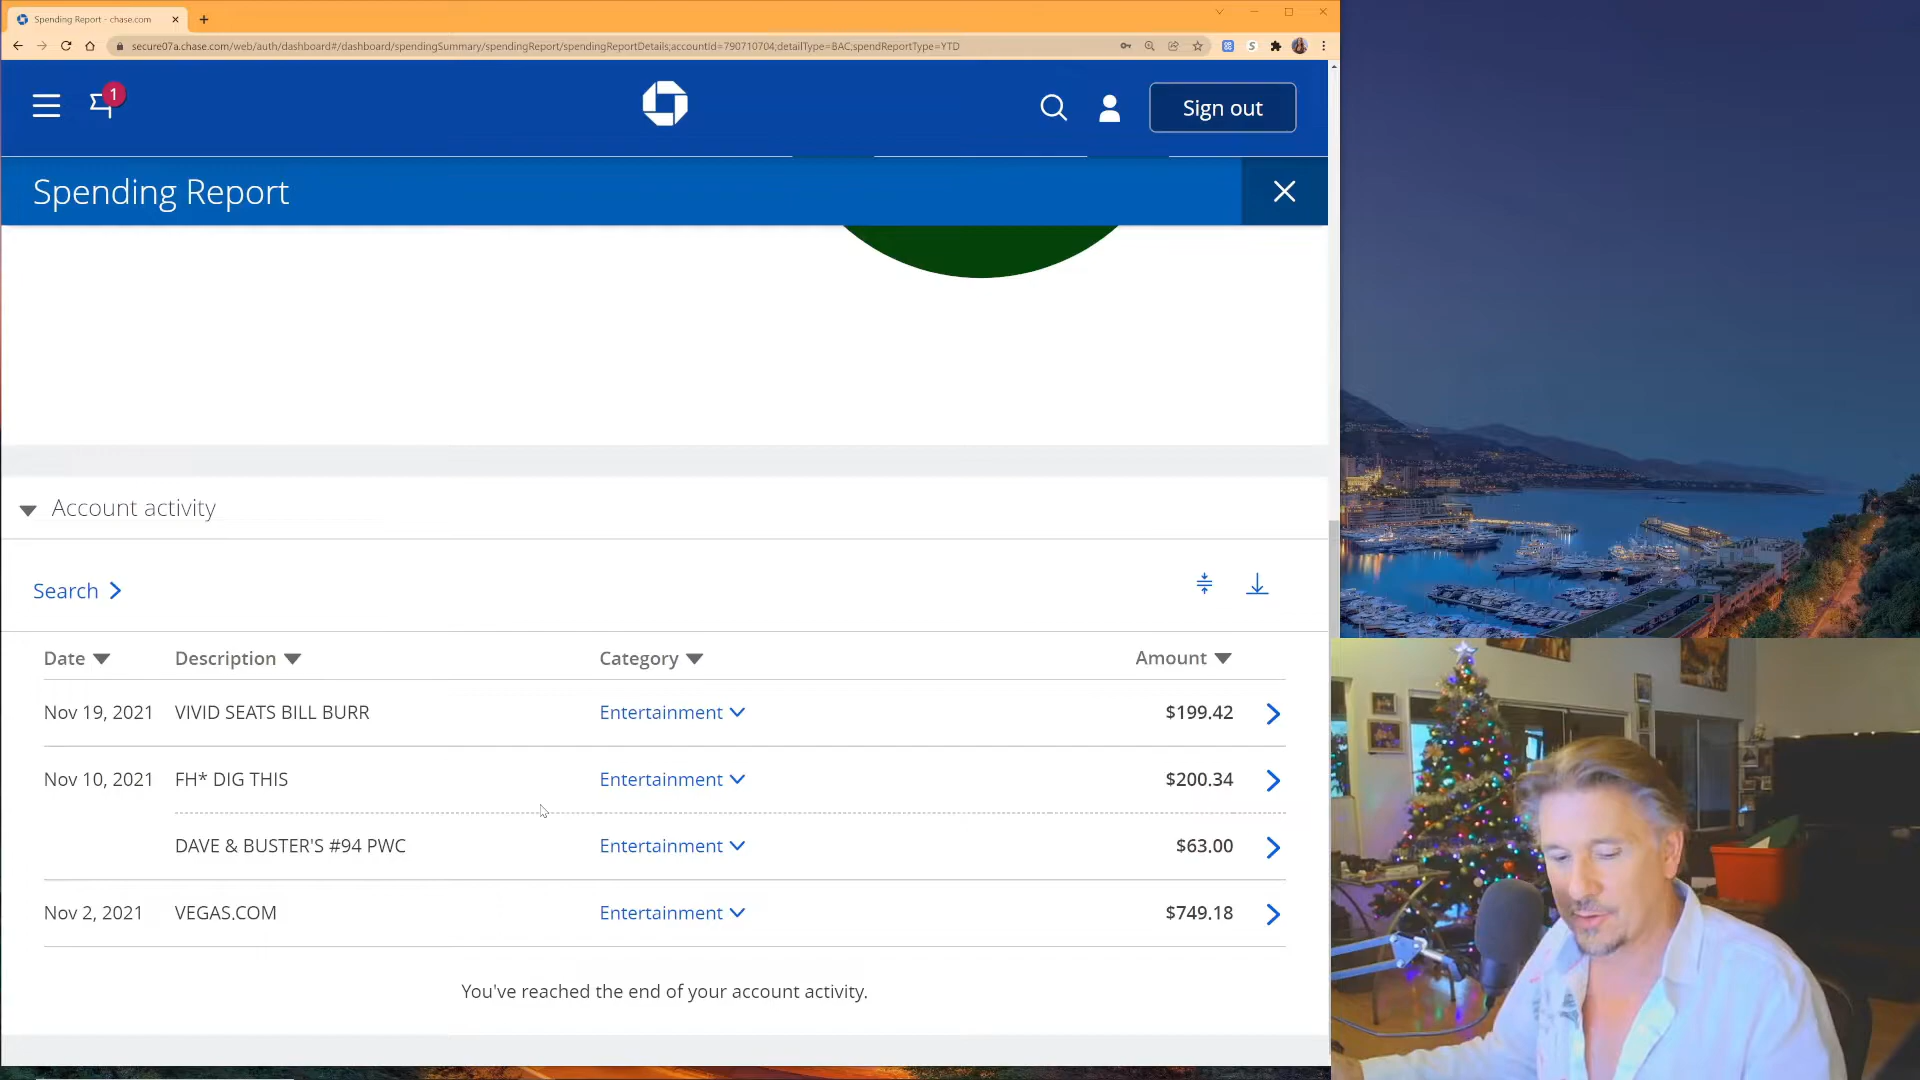 Spending Report - chase.com
secure07a.chase.com/web/auth/dashboard#/dashboard/spendingSummary/spendingReport/spendingReportDetails;accountId=790710704;detailType=BAC;spendReportType=YTD
1
Sign out
Spending Report
Account activity
Search
Date Description Category Amount
Nov 19, 2021 VIVID SEATS BILL BURR Entertainment $199.42
Nov 10, 2021 FH* DIG THIS Entertainment $200.34
DAVE & BUSTER'S #94 PWC Entertainment $63.00
Nov 2, 2021 VEGAS.COM Entertainment $749.18
You've reached the end of your account activity.